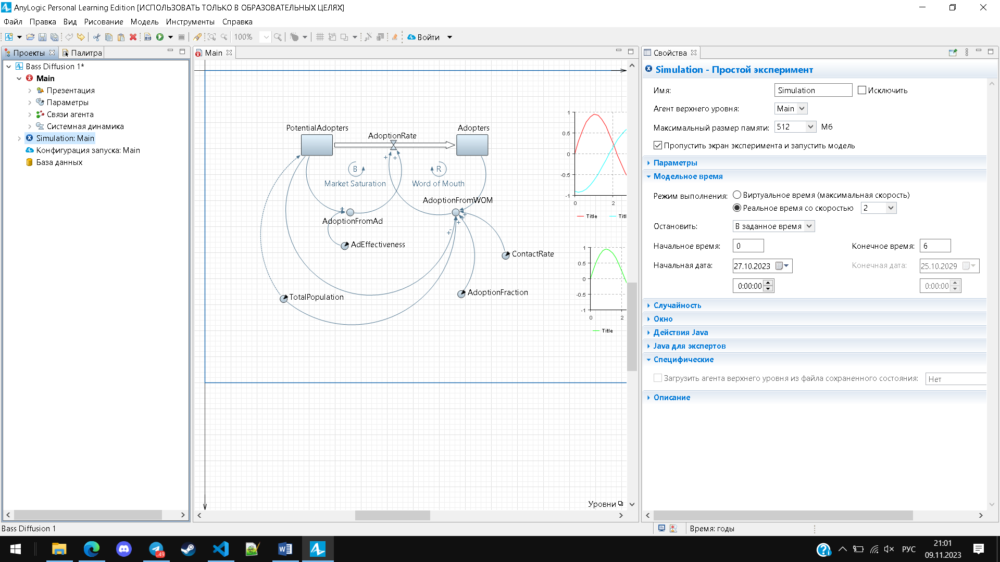 AnyLogic Personal Learning Edition [ИСПОЛЬЗОВАТЬ ТОЛЬКО В ОБРАЗОВАТЕЛЬНЫХ ЦЕЛЯХ]
Файл Правка Вид Рисование Модель Инструменты Справка
100% Войти
Проекты Палитра
Bass Diffusion 1*
Main
Презентация
Параметры
Связи агента
Системная динамика
Simulation: Main
Конфигурация запуска: Main
База данных
Main
PotentialAdopters
AdoptionRate
Adopters
+ +
B
R
Market Saturation
Word of Mouth
AdoptionFromWOM
+
AdoptionFromAd
+
+
+
-
+
AdEffectiveness
ContactRate
AdoptionFraction
TotalPopulation
1
0.5
0
-0.5
-1
0 2
Title Titl
1
0.5
0
-0.5
-1
0 2
Title
Уровни
Свойства
Simulation - Простой эксперимент
Имя: Simulation Исключить
Агент верхнего уровня: Main
Максимальный размер памяти: 512 Мб
Пропустить экран эксперимента и запустить модель
Параметры
Модельное время
Режим выполнения: Виртуальное время (максимальная скорость)
Реальное время со скоростью 2
Остановить: В заданное время
Начальное время: 0 Конечное время: 6
Начальная дата: 27.10.2023 Конечная дата: 25.10.2029
0:00:00 0:00:00
Случайность
Окно
Действия Java
Java для экспертов
Специфические
Загрузить агента верхнего уровня из файла сохраненного состояния: Нет
Описание
Bass Diffusion 1
Время: годы
49
РУС
21:01
09.11.2023